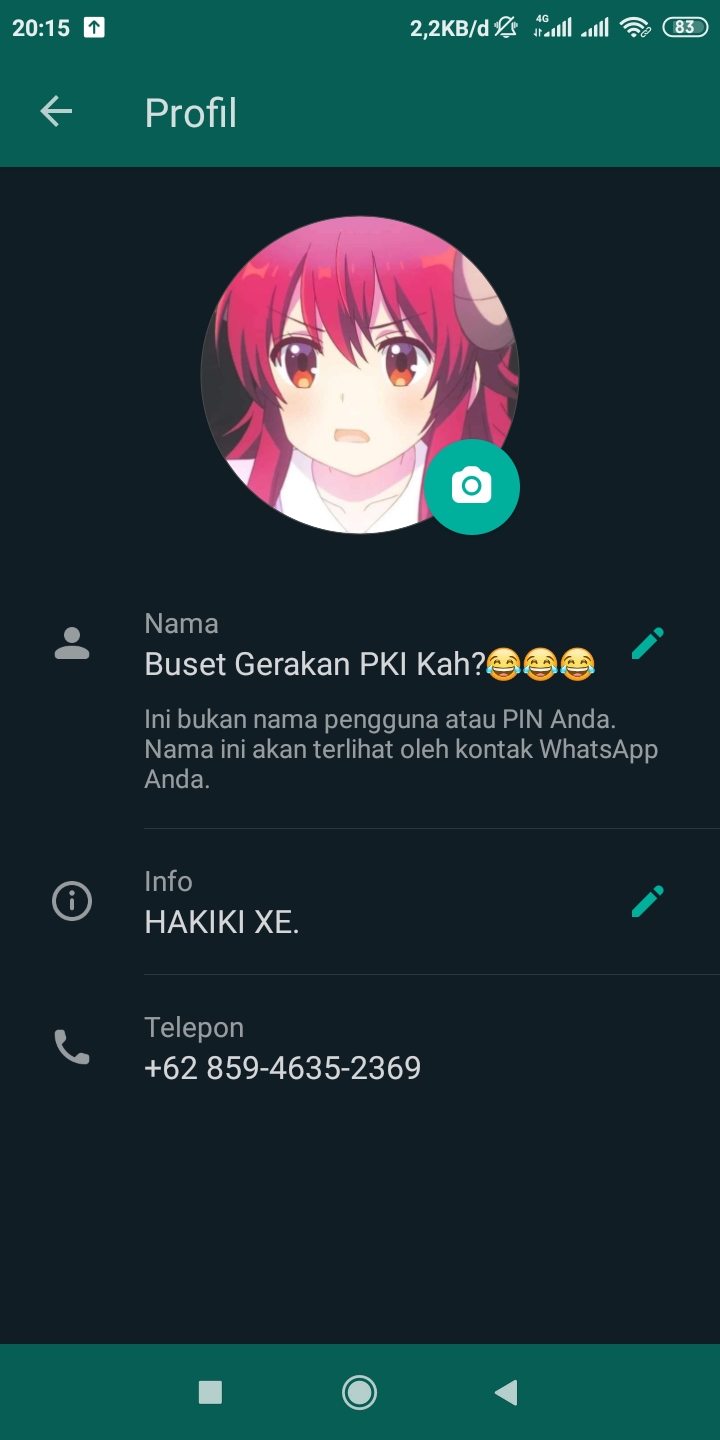 20:15 2,2KB/d 4G 83
Profil
Nama
Buset Gerakan PKI Kah?😂😂😂
Ini bukan nama pengguna atau PIN Anda.
Nama ini akan terlihat oleh kontak WhatsApp
Anda.
Info
HAKIKI XE.
Telepon
+62 859-4635-2369